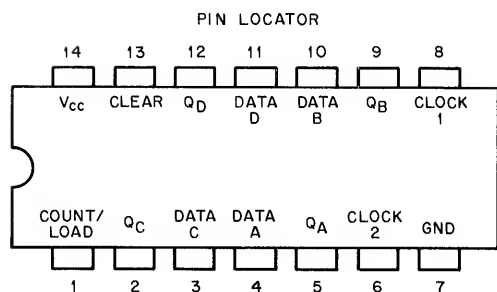 PIN LOCATOR
14 13 12 11 10 9 8
VCC CLEAR QD DATA D DATA B QB CLOCK 1
COUNT/LOAD QC DATA C DATA A QA CLOCK 2 GND
1 2 3 4 5 6 7